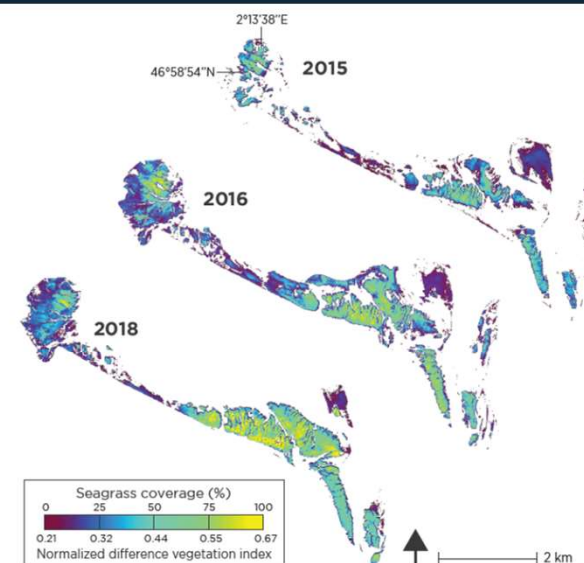 2°13'38"E
46°58'54"N
2015
2016
2018
Seagrass coverage (%)
0 25 50 75 100
0.21 0.32 0.44 0.55 0.67
Normalized difference vegetation index
2 km